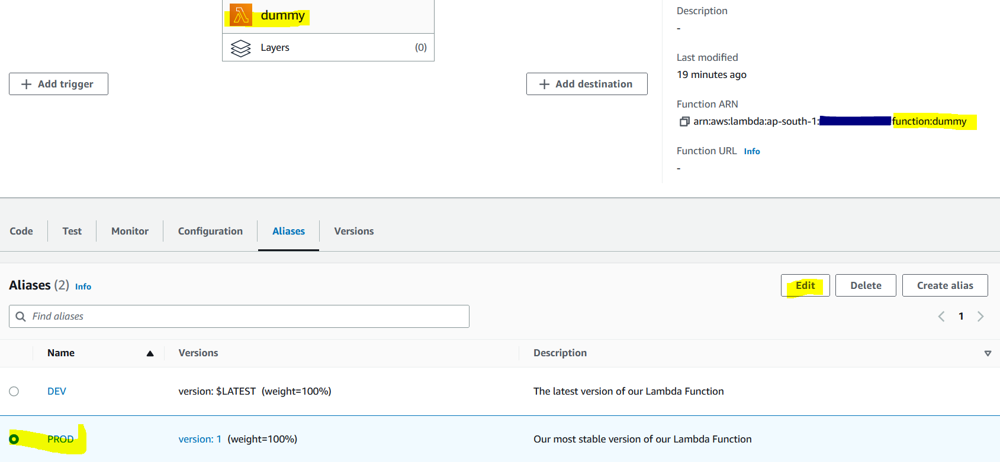 dummy
Layers (0)
Add trigger
Add destination
Description
-
Last modified
19 minutes ago
Function ARN
arn:aws:lambda:ap-south-1: function:dummy
Function URL Info
-
Code Test Monitor Configuration Aliases Versions
Aliases (2) Info
Edit Delete Create alias
Find aliases
1
Name Versions Description
DEV version: $LATEST (weight=100%) The latest version of our Lambda Function
PROD version: 1 (weight=100%) Our most stable version of our Lambda Function